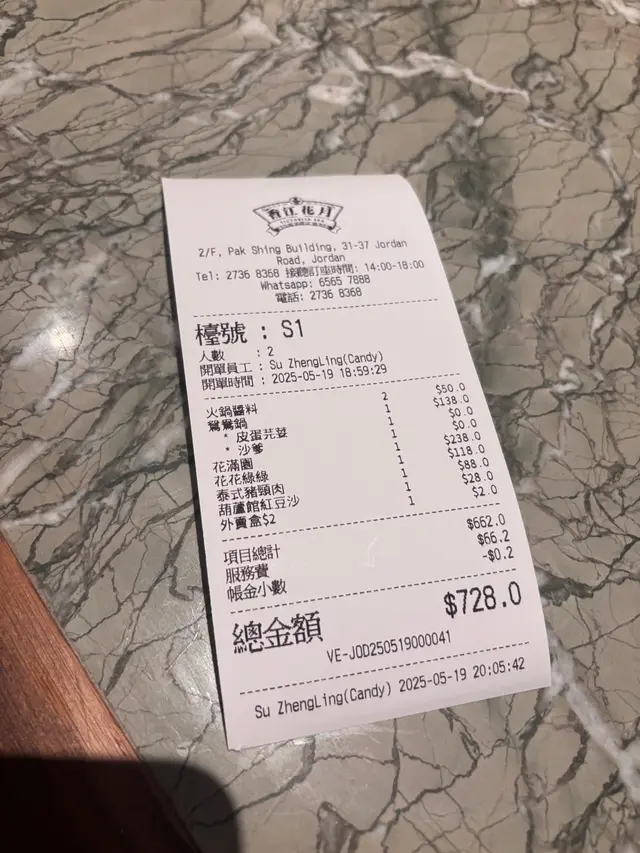 香江花月
2/F, Pak Shing Building, 31-37 Jordan
Road, Jordan
Tel: 2736 8368 接聽訂座時間: 14:00-18:00
Whatsapp: 6565 7888
電話: 2736 8368
檯號 : S1
人數 : 2
開單員工 : Su ZhengLing(Candy)
開單時間 : 2025-05-19 18:59:29
火鍋醬料 2 $50.0
鴛鴦鍋 1 $138.0
* 皮蛋芫荽 1 $0.0
* 沙爹 1 $0.0
花滿園 1 $238.0
花花綠綠 1 $118.0
泰式豬頸肉 1 $88.0
葫蘆館紅豆沙 1 $28.0
外賣盒$2 1 $2.0
項目總計 $662.0
服務費 $66.2
帳金小數 -$0.2
總金額 $728.0
VE-JOD250519000041
Su ZhengLing(Candy) 2025-05-19 20:05:42